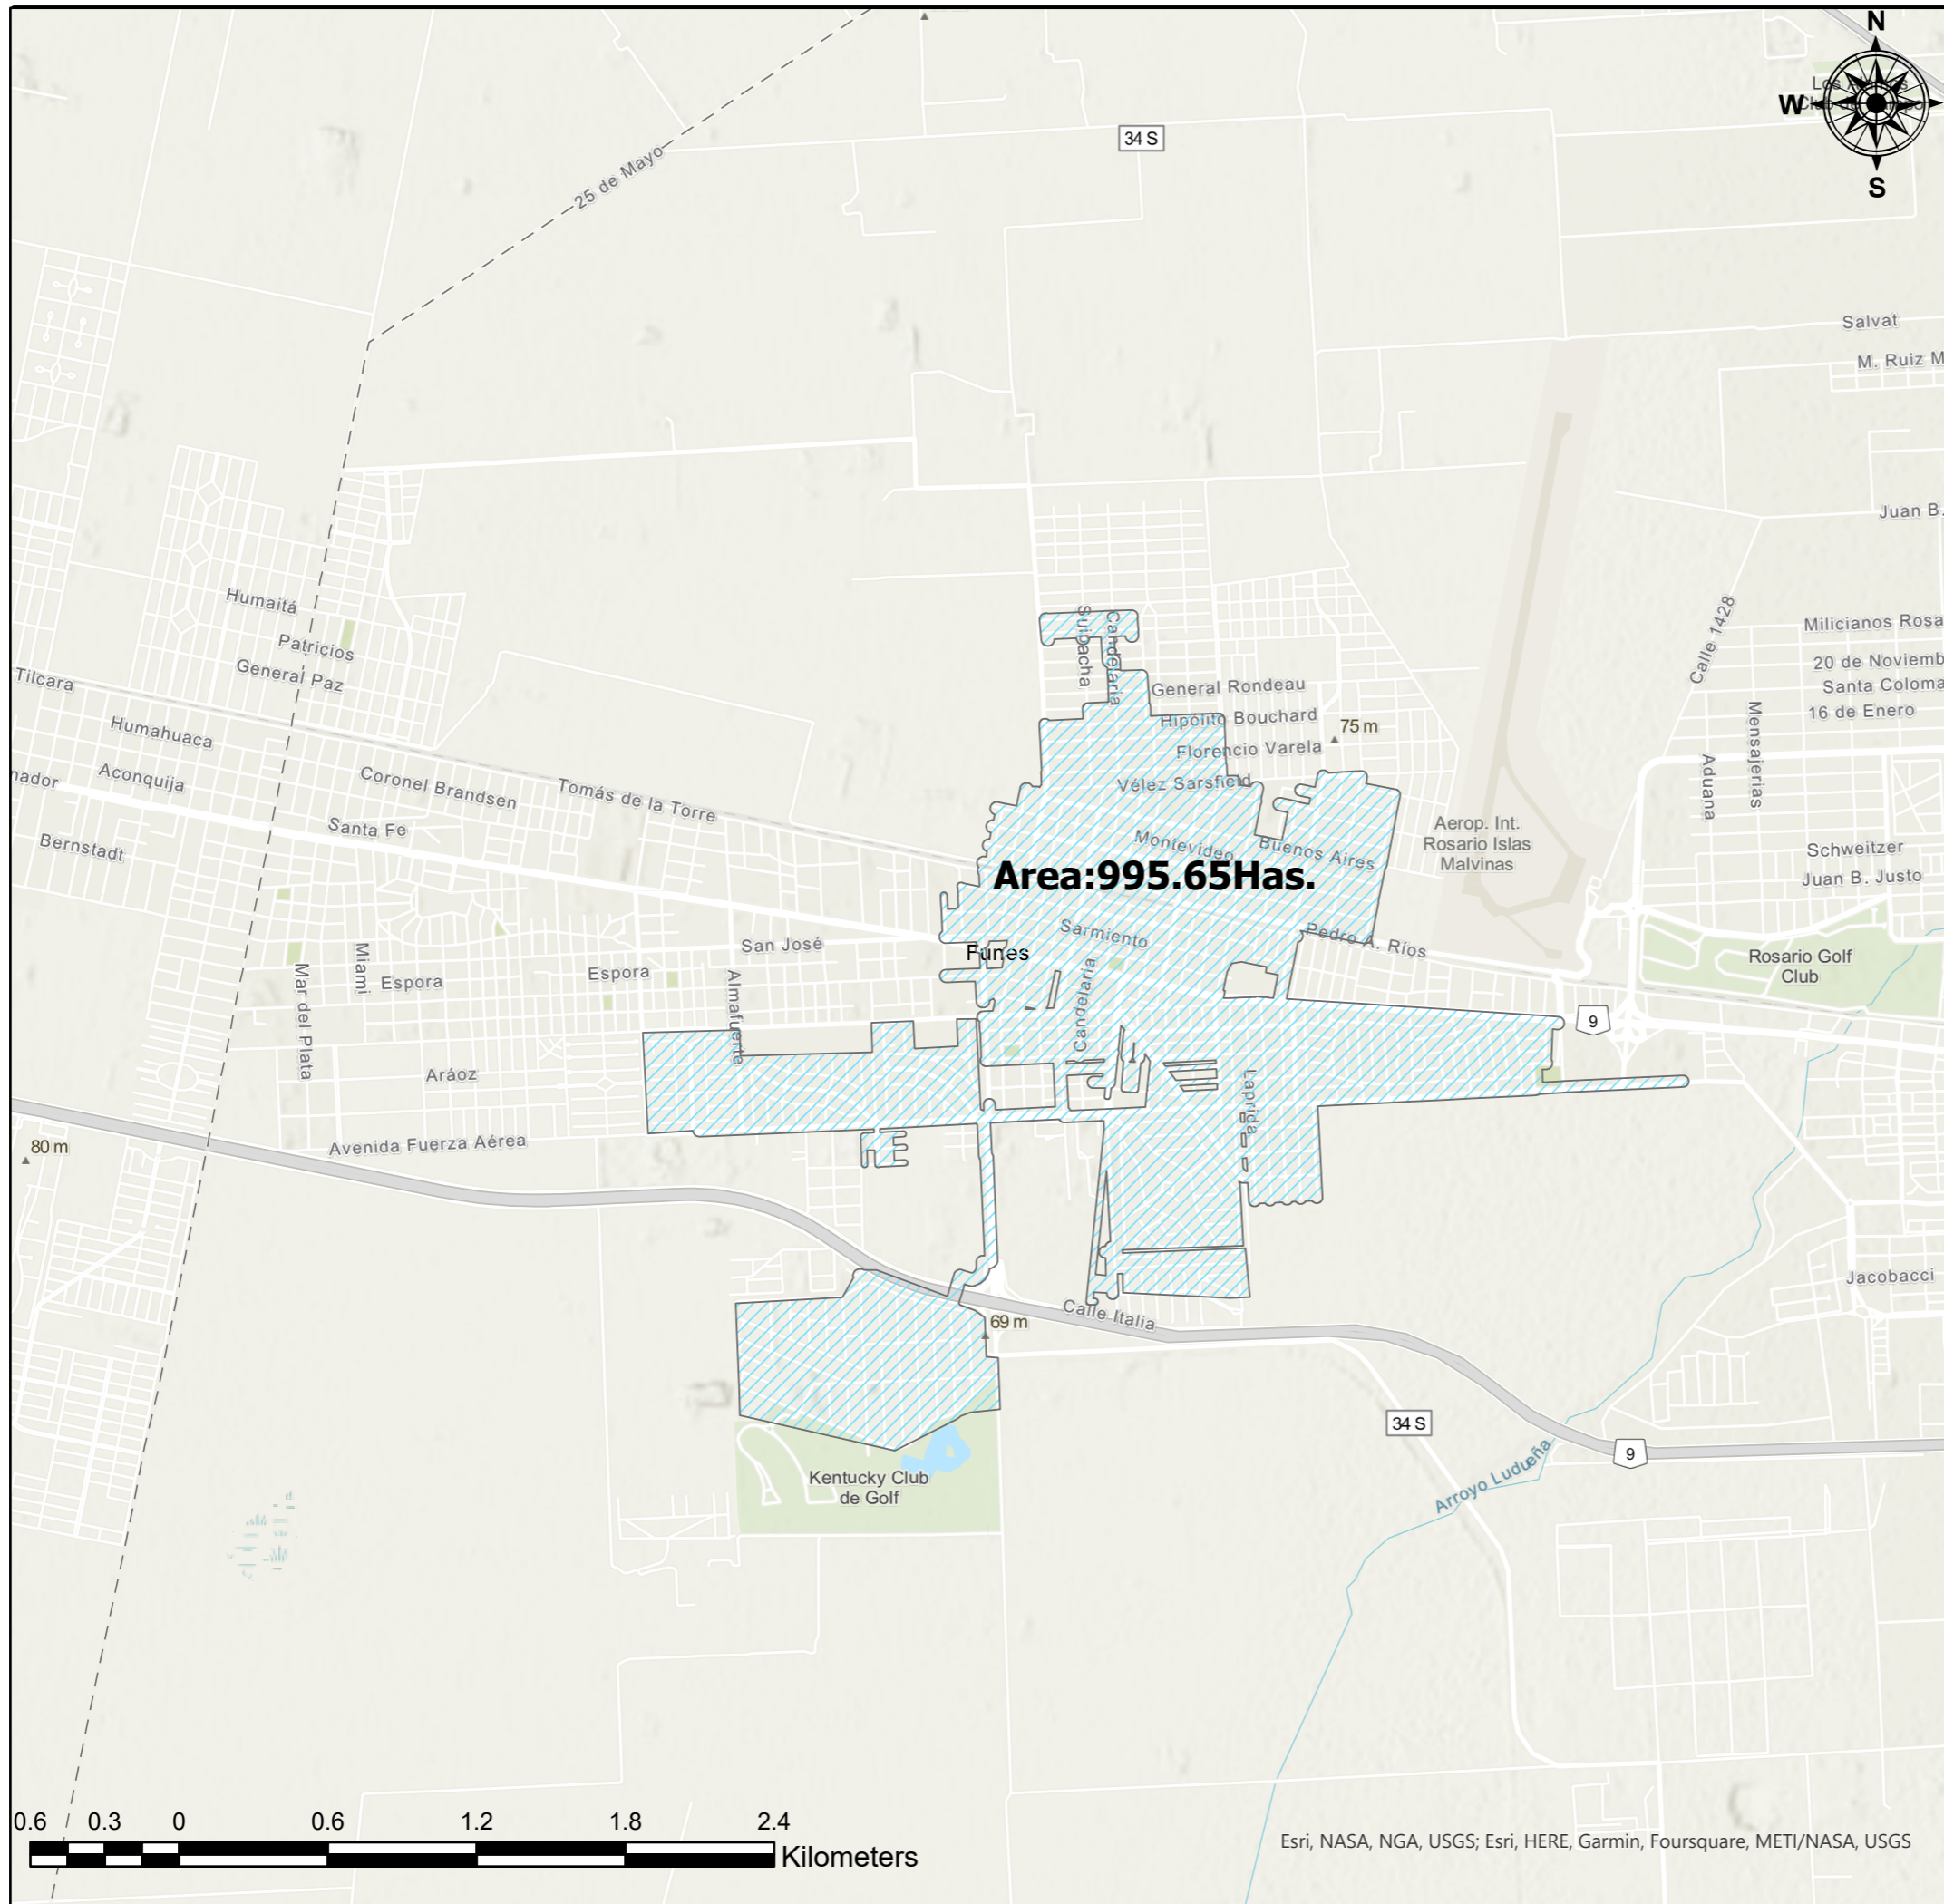 N
W
S
34 S
25 de Mayo
Salvat
M. Ruiz M
Juan B.
Humaitá
Patricios
General Paz
Tilcara
Humahuaca
Aconquija
nador
Bernstadt
Coronel Brandsen
Santa Fe
Tomás de la Torre
Suipacha
Candelaria
General Rondeau
Hipólito Bouchard
Florencio Varela
75 m
Vélez Sarsfield
Montevideo
Buenos Aires
Area:995.65Has.
Aerop. Int.
Rosario Islas
Malvinas
Calle 1428
Milicianos Rosa
20 de Noviemb
Santa Coloma
16 de Enero
Mensajerias
Aduana
Schweitzer
Juan B. Justo
Sarmiento
Pedro A. Ríos
Funes
San José
Espora
Espora
Miami
Mar del Plata
Almafuerte
Candelaria
Rosario Golf
Club
9
Aráoz
Laprida
Avenida Fuerza Aérea
80 m
Jacobacci
Calle Italia
69 m
34 S
9
Arroyo Ludueña
Kentucky Club
de Golf
0.6 0.3 0 0.6 1.2 1.8 2.4
Kilometers
Esri, NASA, NGA, USGS; Esri, HERE, Garmin, Foursquare, METI/NASA, USGS